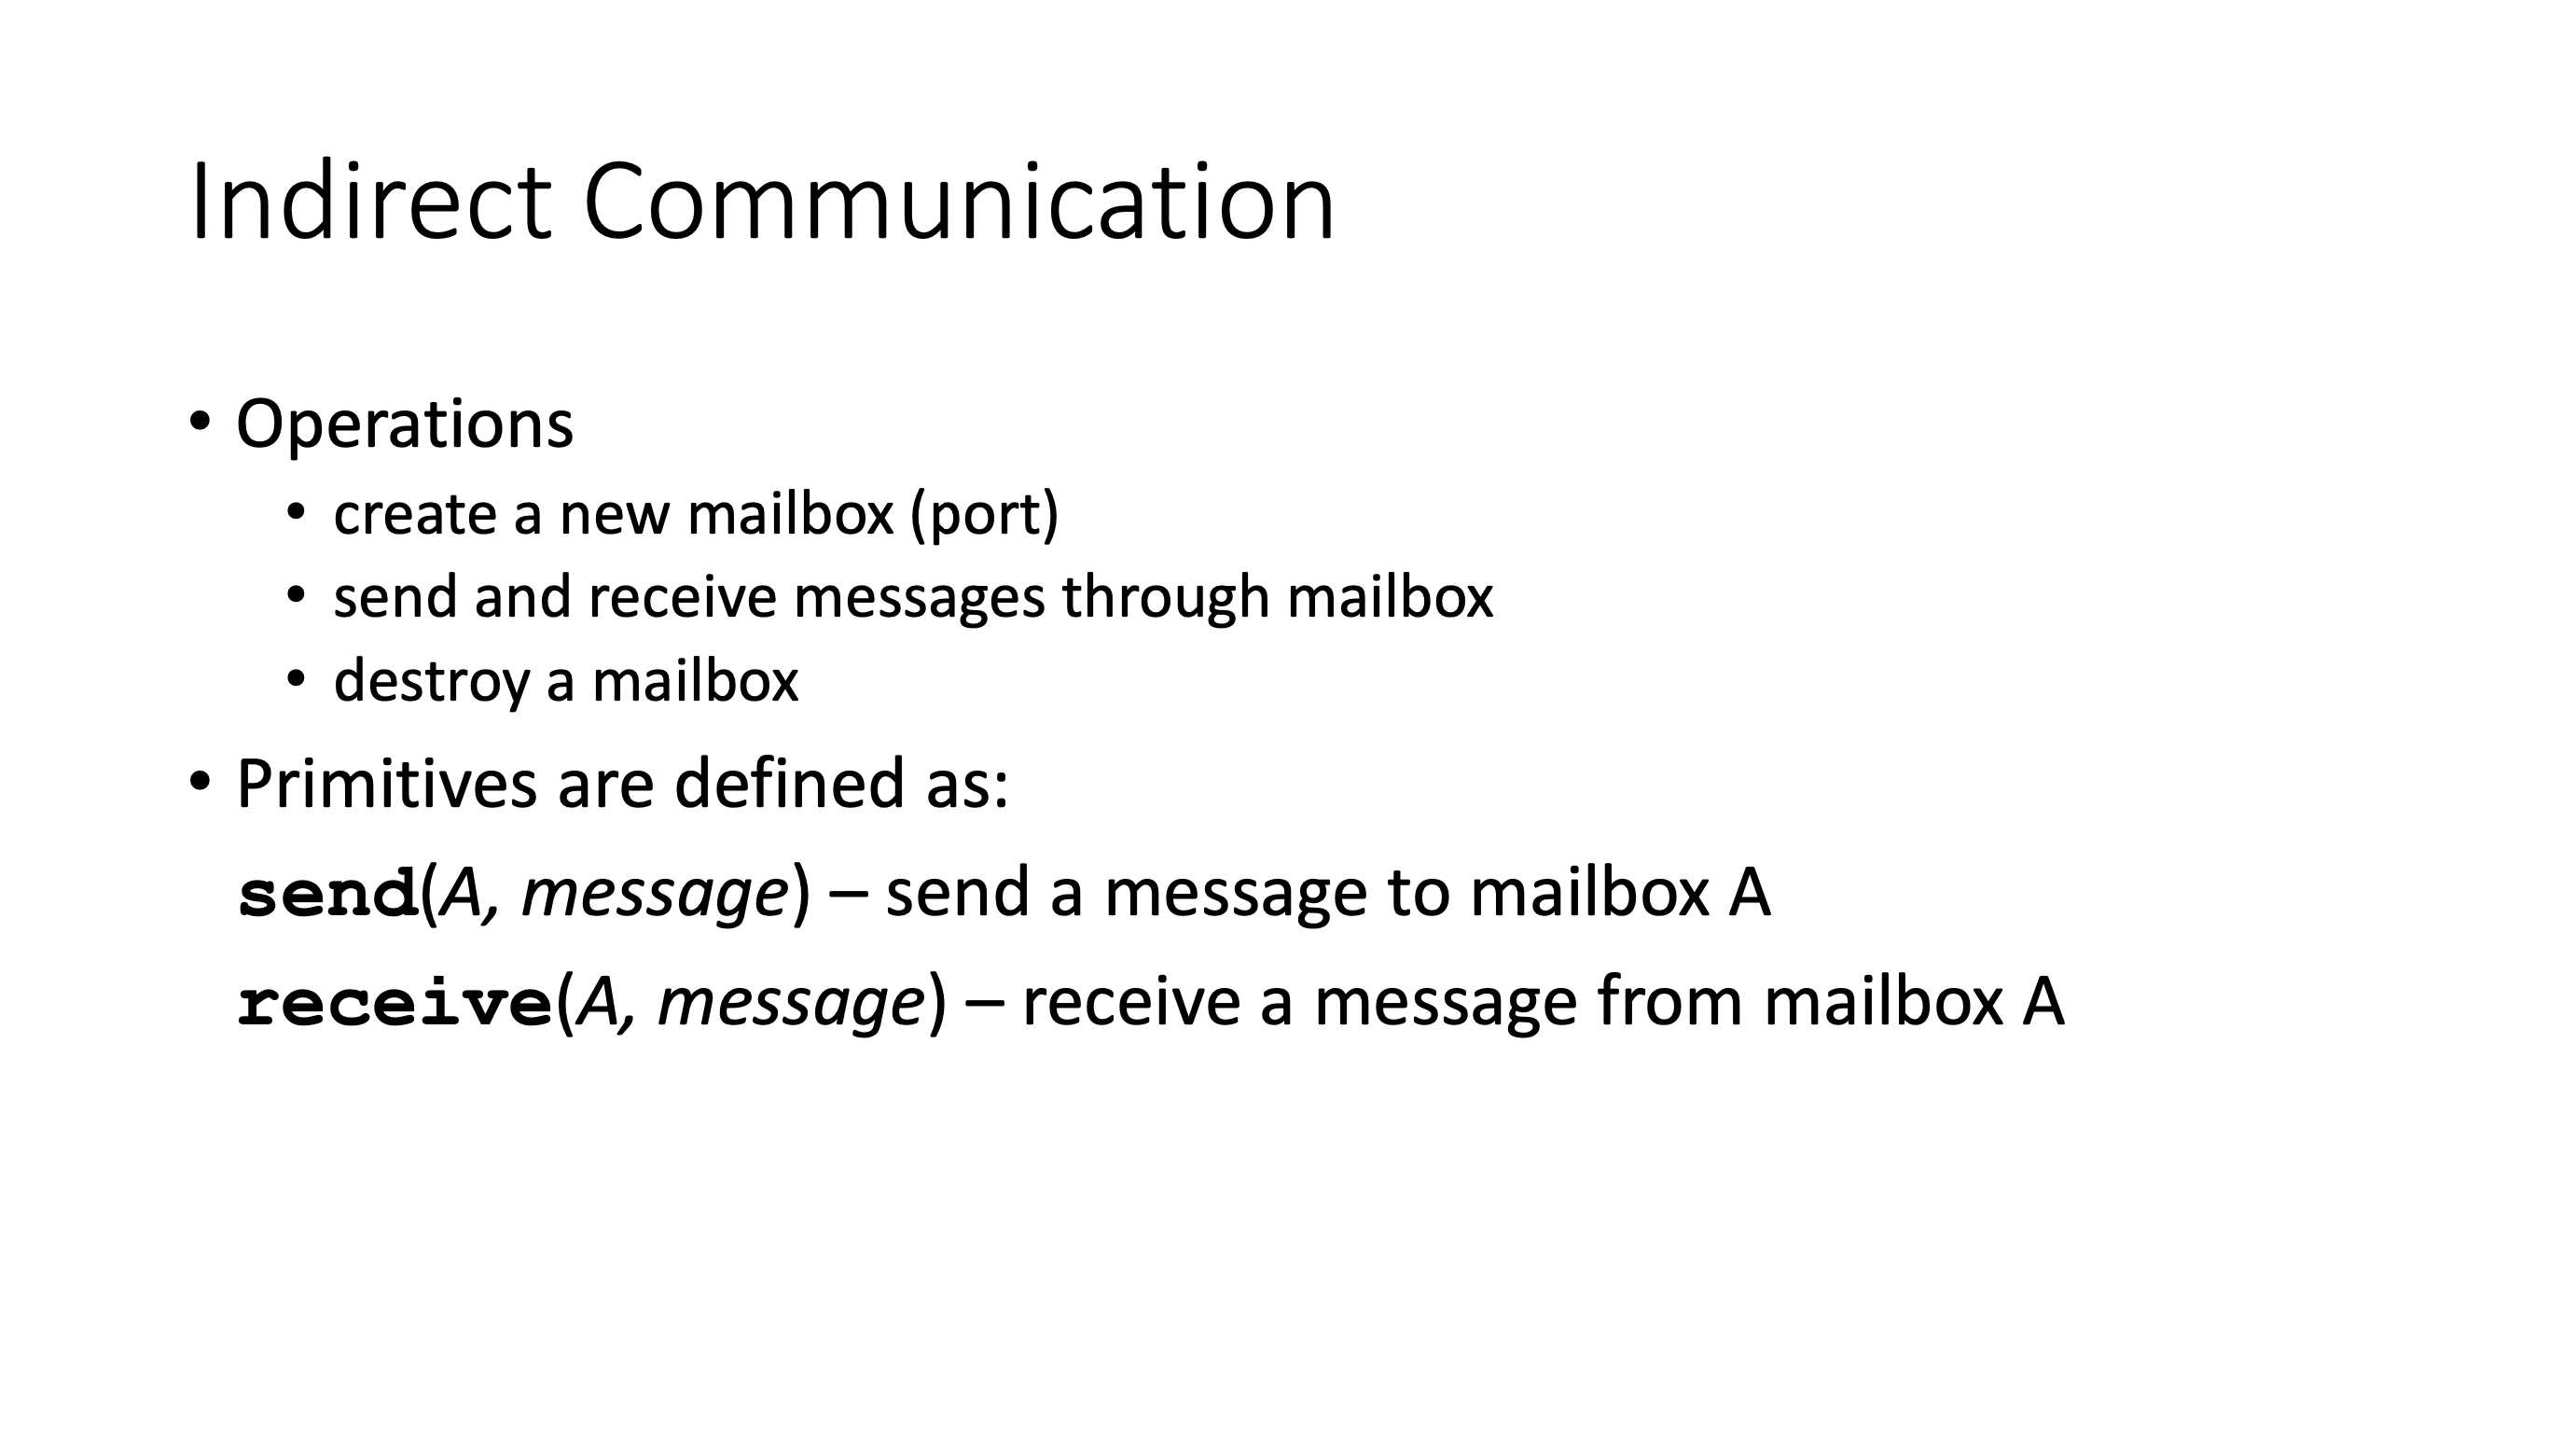 Indirect Communication
• Operations
• create a new mailbox (port)
• send and receive messages through mailbox
• destroy a mailbox
• Primitives are defined as:
send(A, message) – send a message to mailbox A
receive(A, message) – receive a message from mailbox A